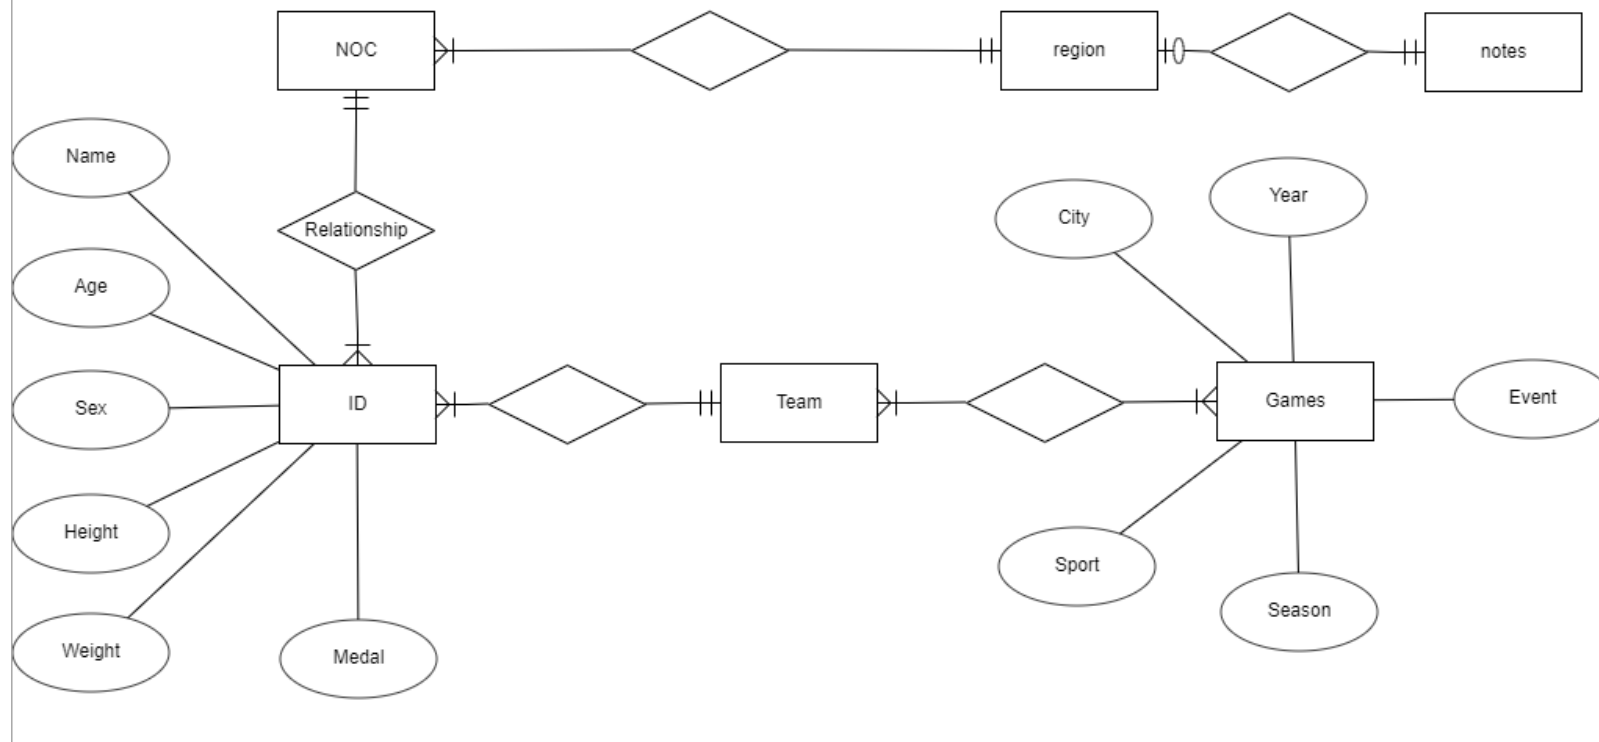 NOC
region
notes
Name
Year
City
Relationship
Age
ID
Team
Games
Event
Sex
Height
Sport
Season
Weight
Medal